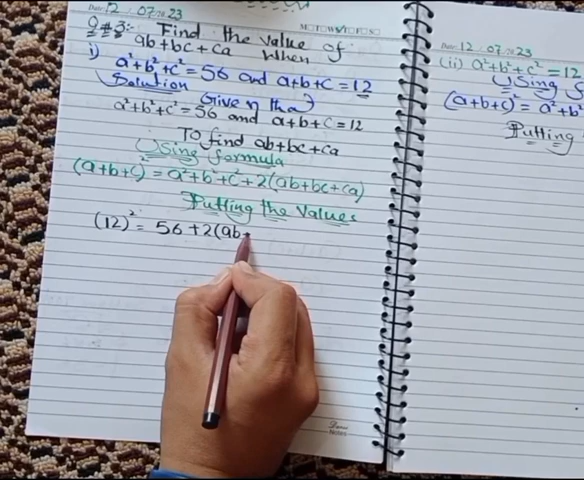 Date: 12 / 07 / 23
M T W T F S
Q#3:- Find the value of
ab+bc+ca when
i) a²+b²+c²=56 and a+b+c=12
Solution Given that
a²+b²+c²=56 and a+b+c=12
To find ab+bc+ca
Using formula
(a+b+c)² = a²+b²+c²+2(ab+bc+ca)
Putting the Values
(12)² = 56+2(ab+
Notes
Date: 12 / 07 / 23
(ii) a²+b²+c²=12
Using f
(a+b+c)² = a²+b²
Putting